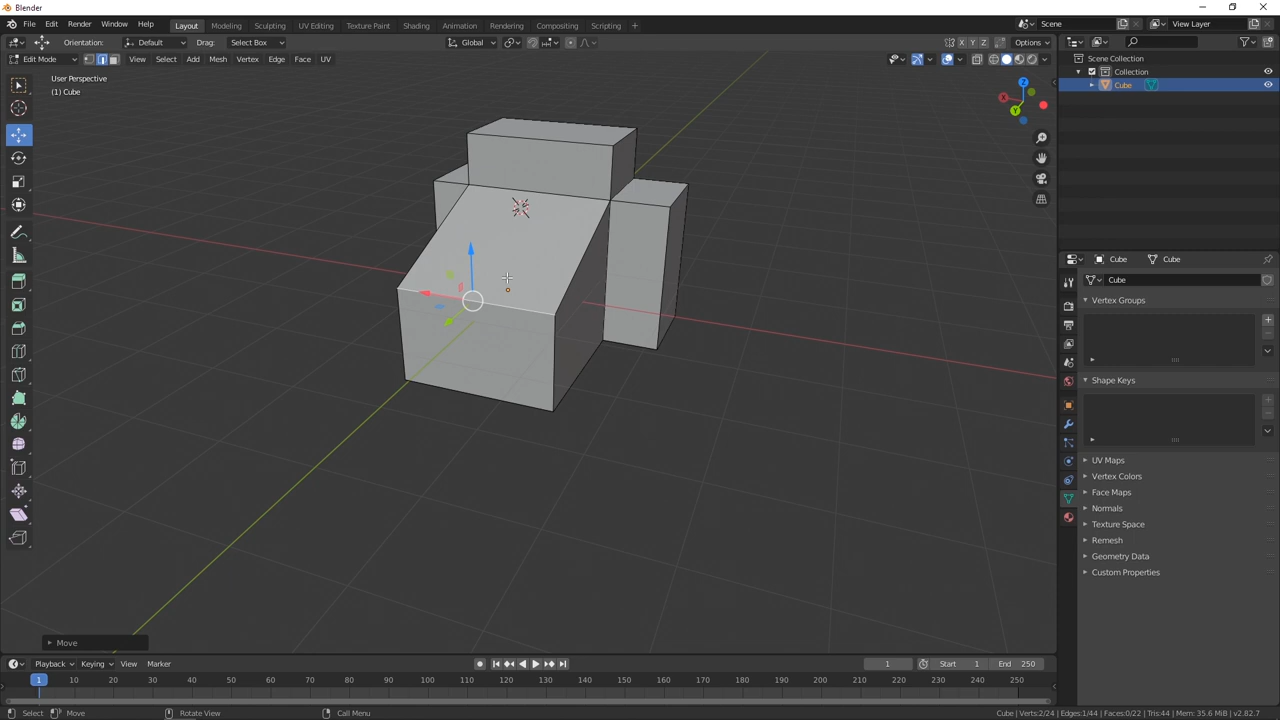 Blender
File Edit Render Window Help
Layout Modeling Sculpting UV Editing Texture Paint Shading Animation Rendering Compositing Scripting +
Scene
View Layer
Orientation: Default Drag: Select Box
Global
X Y Z Options
Edit Mode View Select Add Mesh Vertex Edge Face UV
User Perspective
(1) Cube
Z
X
Y
Scene Collection
Collection
Cube
Cube Cube
Cube
Vertex Groups
Shape Keys
UV Maps
Vertex Colors
Face Maps
Normals
Texture Space
Remesh
Geometry Data
Custom Properties
Move
Playback Keying View Marker
1 Start 1 End 250
1 10 20 30 40 50 60 70 80 90 100 110 120 130 140 150 160 170 180 190 200 210 220 230 240 250
Select Move Rotate View Call Menu
Cube | Verts:2/24 | Edges:1/44 | Faces:0/22 | Tris:44 | Mem: 35.6 MiB | v2.82.7